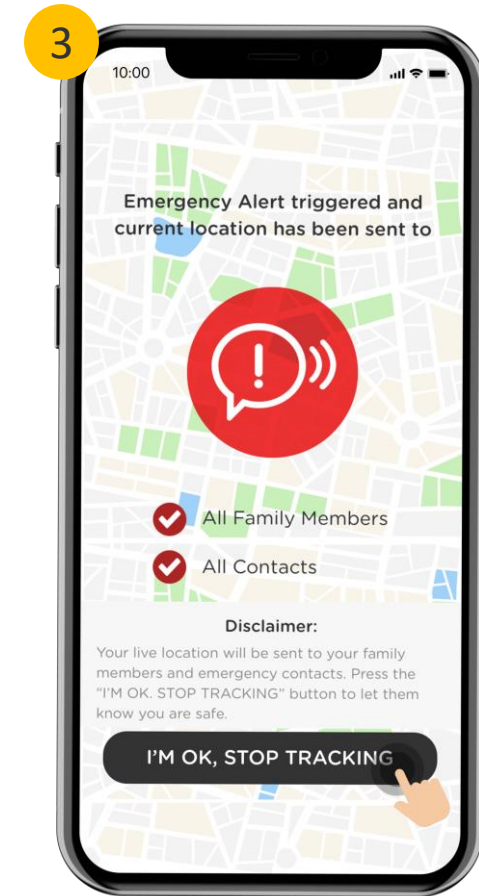 3
10:00
Emergency Alert triggered and
current location has been sent to
!
All Family Members
All Contacts
Disclaimer:
Your live location will be sent to your family
members and emergency contacts. Press the
"I'M OK. STOP TRACKING" button to let them
know you are safe.
I'M OK, STOP TRACKING